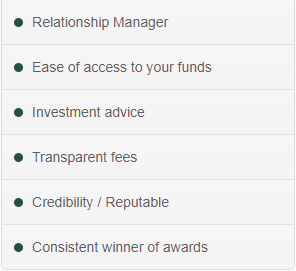 Relationship Manager
Ease of access to your funds
Investment advice
Transparent fees
Credibility / Reputable
Consistent winner of awards